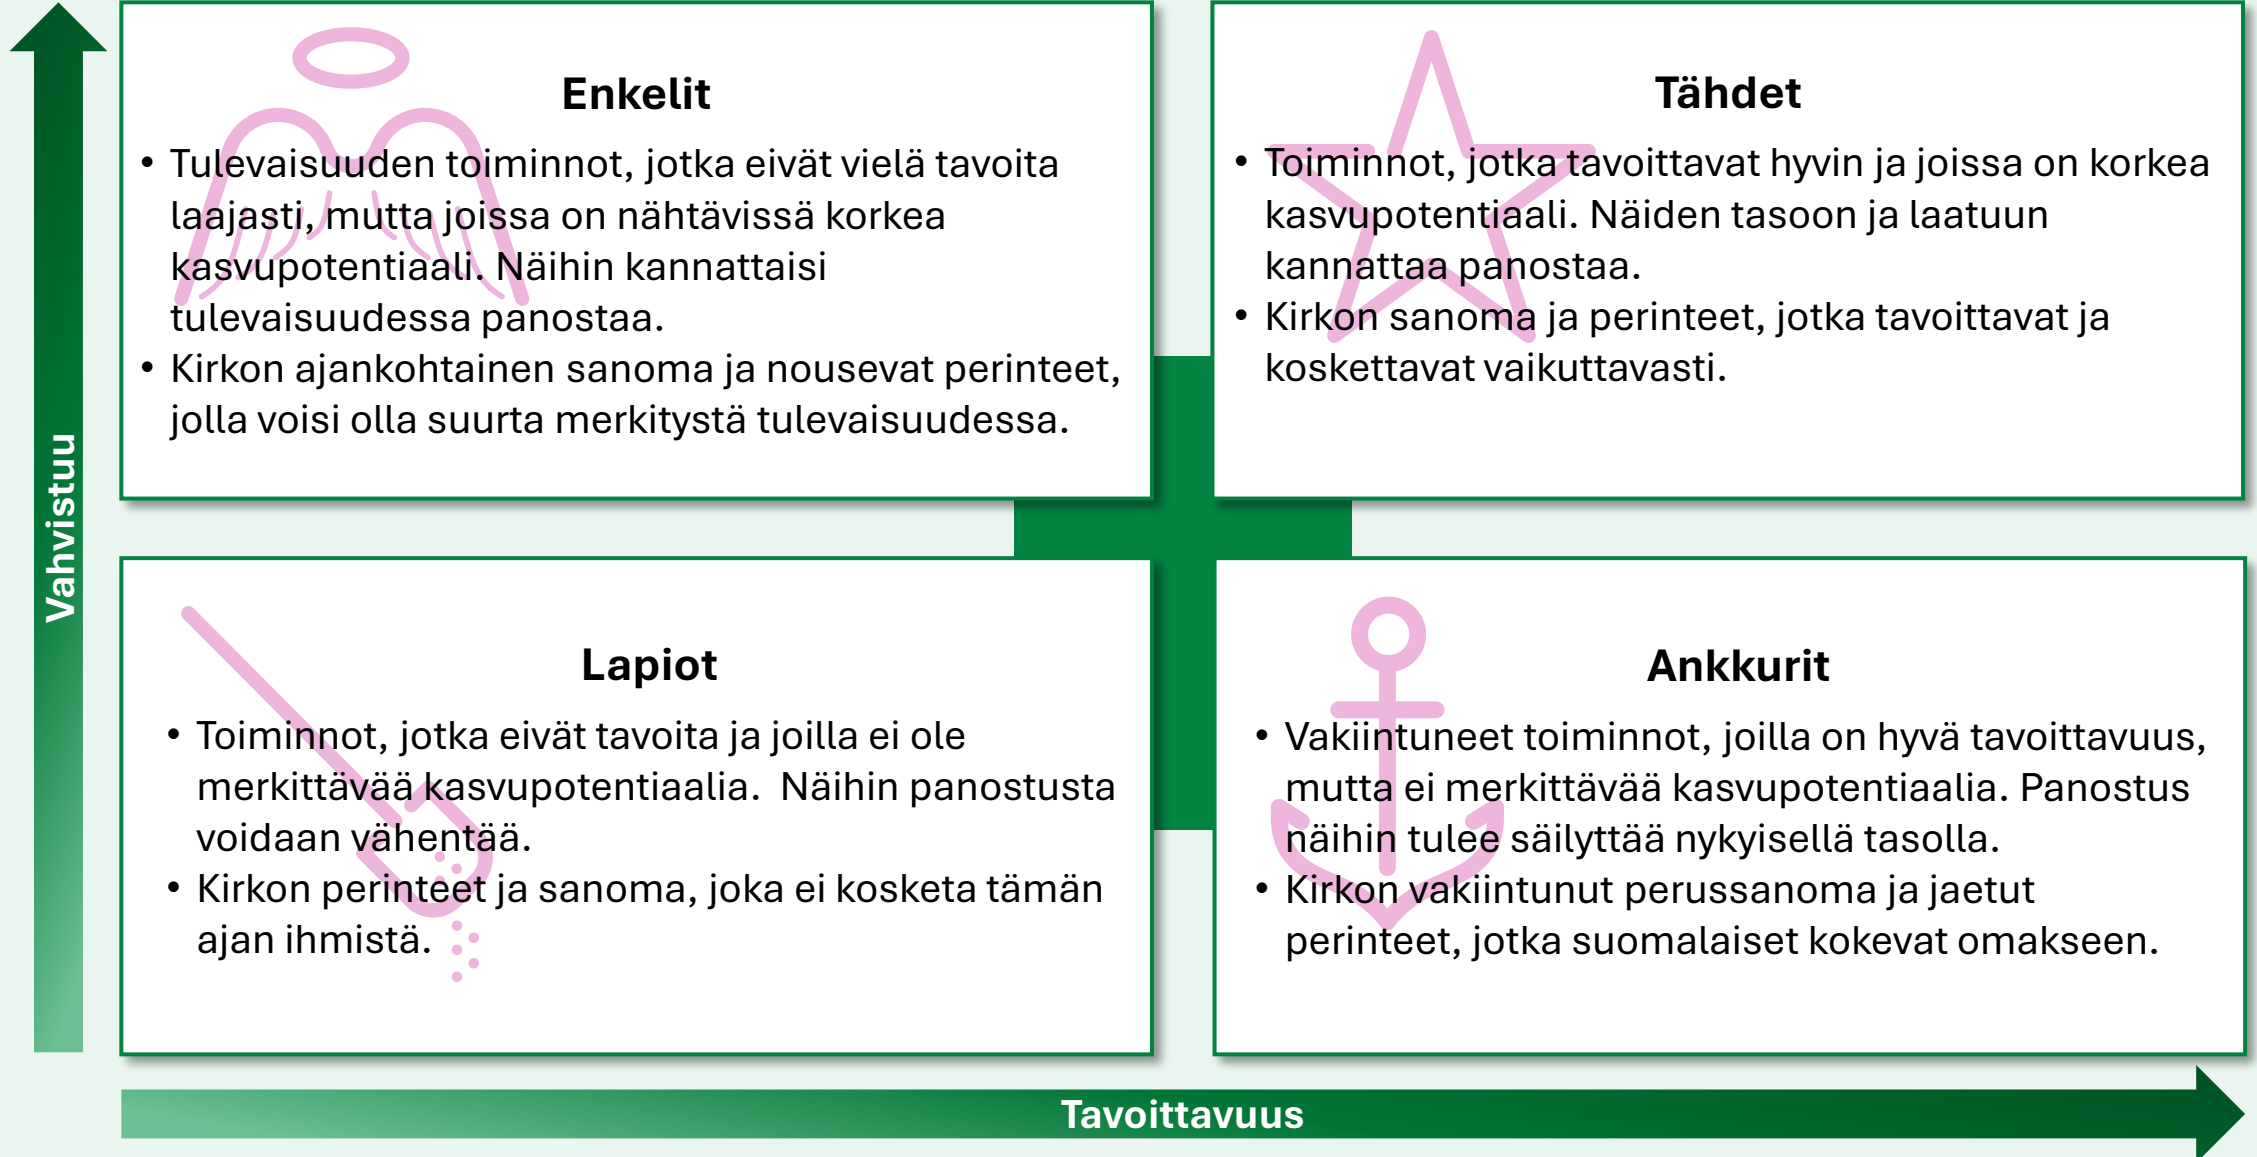 Enkelit
• Tulevaisuuden toiminnot, jotka eivät vielä tavoita
laajasti, mutta joissa on nähtävissä korkea
kasvupotentiaali. Näihin kannattaisi
tulevaisuudessa panostaa.
• Kirkon ajankohtainen sanoma ja nousevat perinteet,
jolla voisi olla suurta merkitystä tulevaisuudessa.
Tähdet
• Toiminnot, jotka tavoittavat hyvin ja joissa on korkea
kasvupotentiaali. Näiden tasoon ja laatuun
kannattaa panostaa.
• Kirkon sanoma ja perinteet, jotka tavoittavat ja
koskettavat vaikuttavasti.
Vahvistuu
Lapiot
• Toiminnot, jotka eivät tavoita ja joilla ei ole
merkittävää kasvupotentiaalia.  Näihin panostusta
voidaan vähentää.
• Kirkon perinteet ja sanoma, joka ei kosketa tämän
ajan ihmistä.
Ankkurit
• Vakiintuneet toiminnot, joilla on hyvä tavoittavuus,
mutta ei merkittävää kasvupotentiaalia. Panostus
näihin tulee säilyttää nykyisellä tasolla.
• Kirkon vakiintunut perussanoma ja jaetut
perinteet, jotka suomalaiset kokevat omakseen.
Tavoittavuus